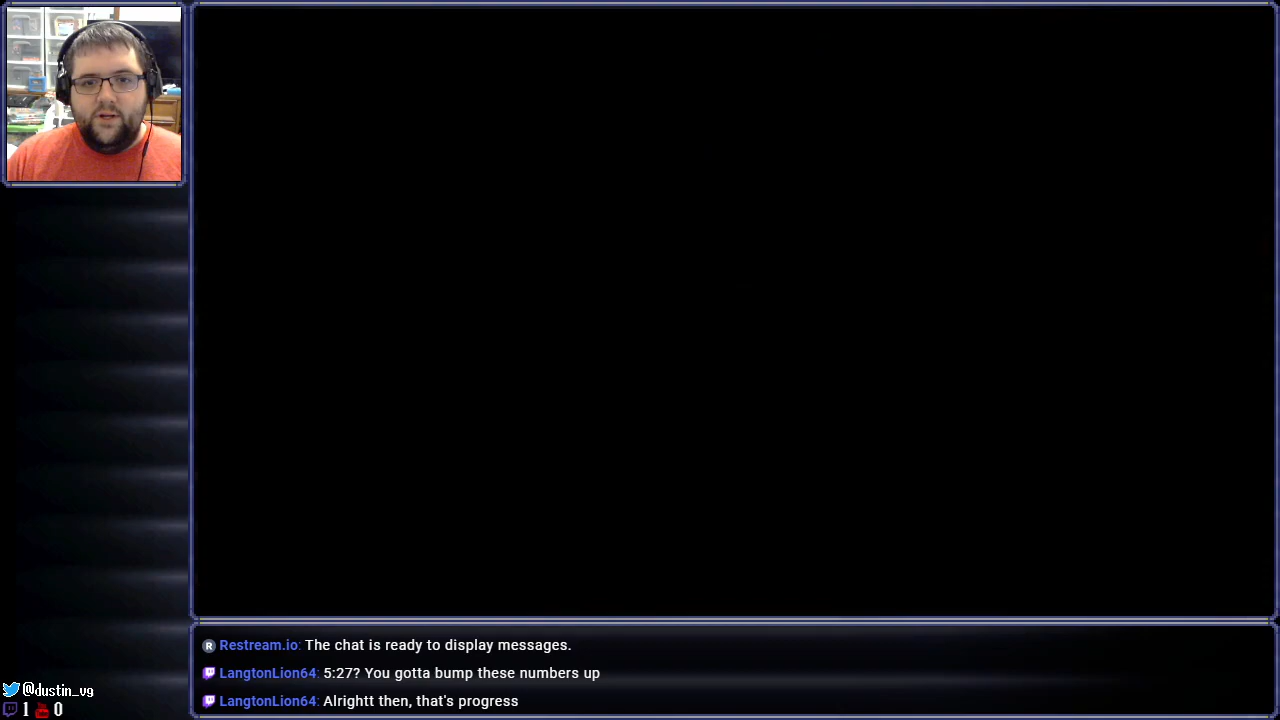 Restream.io: The chat is ready to display messages.
LangtonLion64: 5:27? You gotta bump these numbers up
LangtonLion64: Alrightt then, that's progress
@dustin_vg
1 0